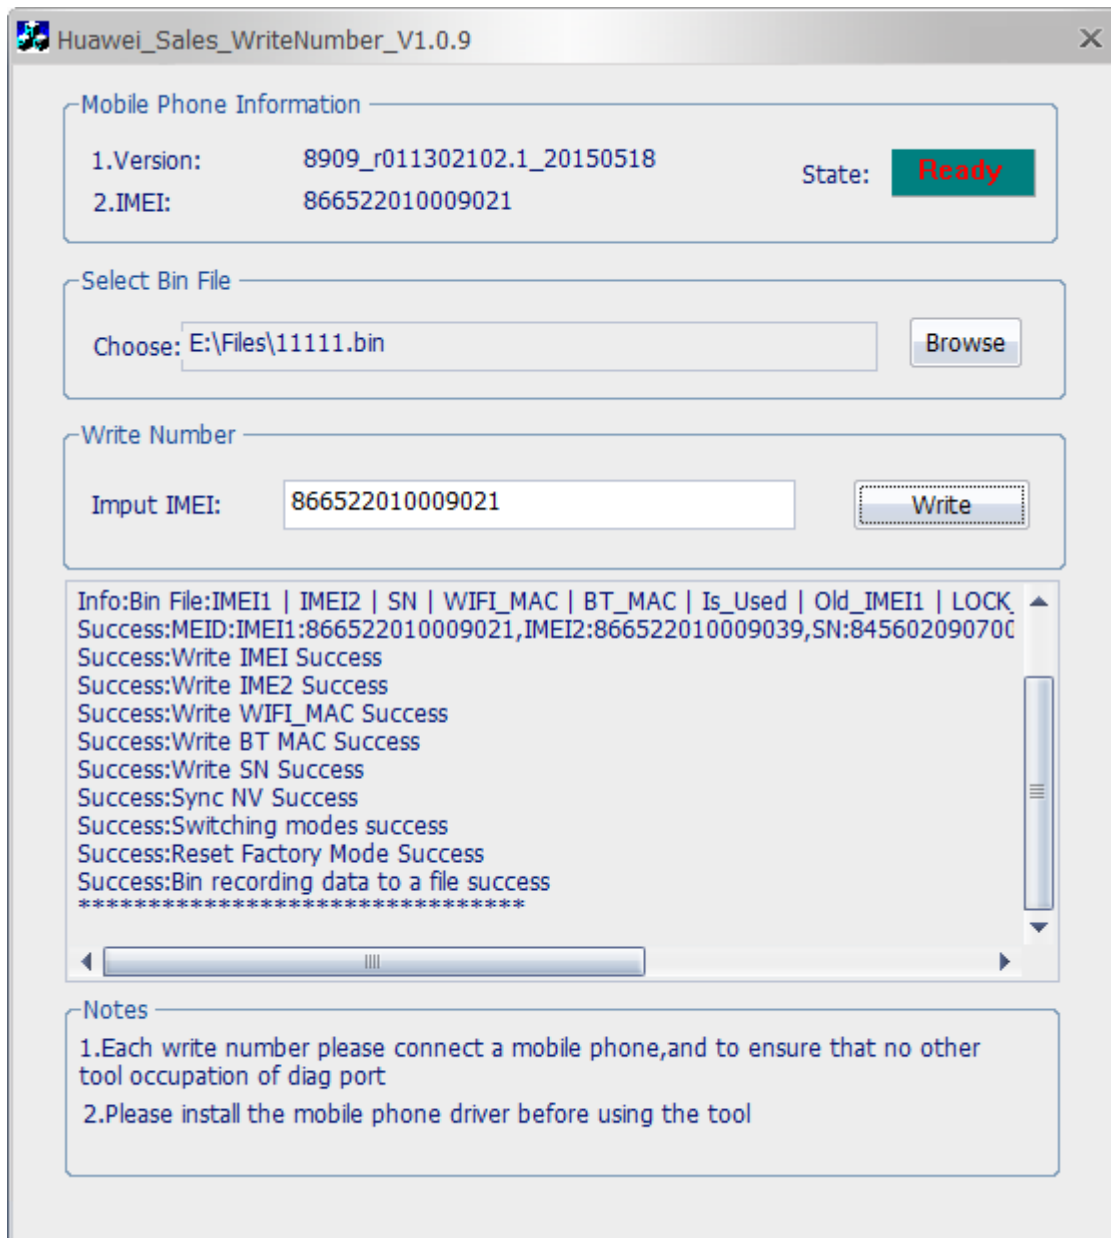 Huawei_Sales_WriteNumber_V1.0.9
Mobile Phone Information
1.Version: 8909_r011302102.1_20150518
State: Ready
2.IMEI: 866522010009021
Select Bin File
Choose: E:\Files\11111.bin Browse
Write Number
Imput IMEI: 866522010009021 Write
Info:Bin File:IMEI1 | IMEI2 | SN | WIFI_MAC | BT_MAC | Is_Used | Old_IMEI1 | LOCK_
Success:MEID:IMEI1:866522010009021,IMEI2:866522010009039,SN:84560209070
Success:Write IMEI Success
Success:Write IME2 Success
Success:Write WIFI_MAC Success
Success:Write BT MAC Success
Success:Write SN Success
Success:Sync NV Success
Success:Switching modes success
Success:Reset Factory Mode Success
Success:Bin recording data to a file success
********************************
Notes
1.Each write number please connect a mobile phone,and to ensure that no other
tool occupation of diag port
2.Please install the mobile phone driver before using the tool